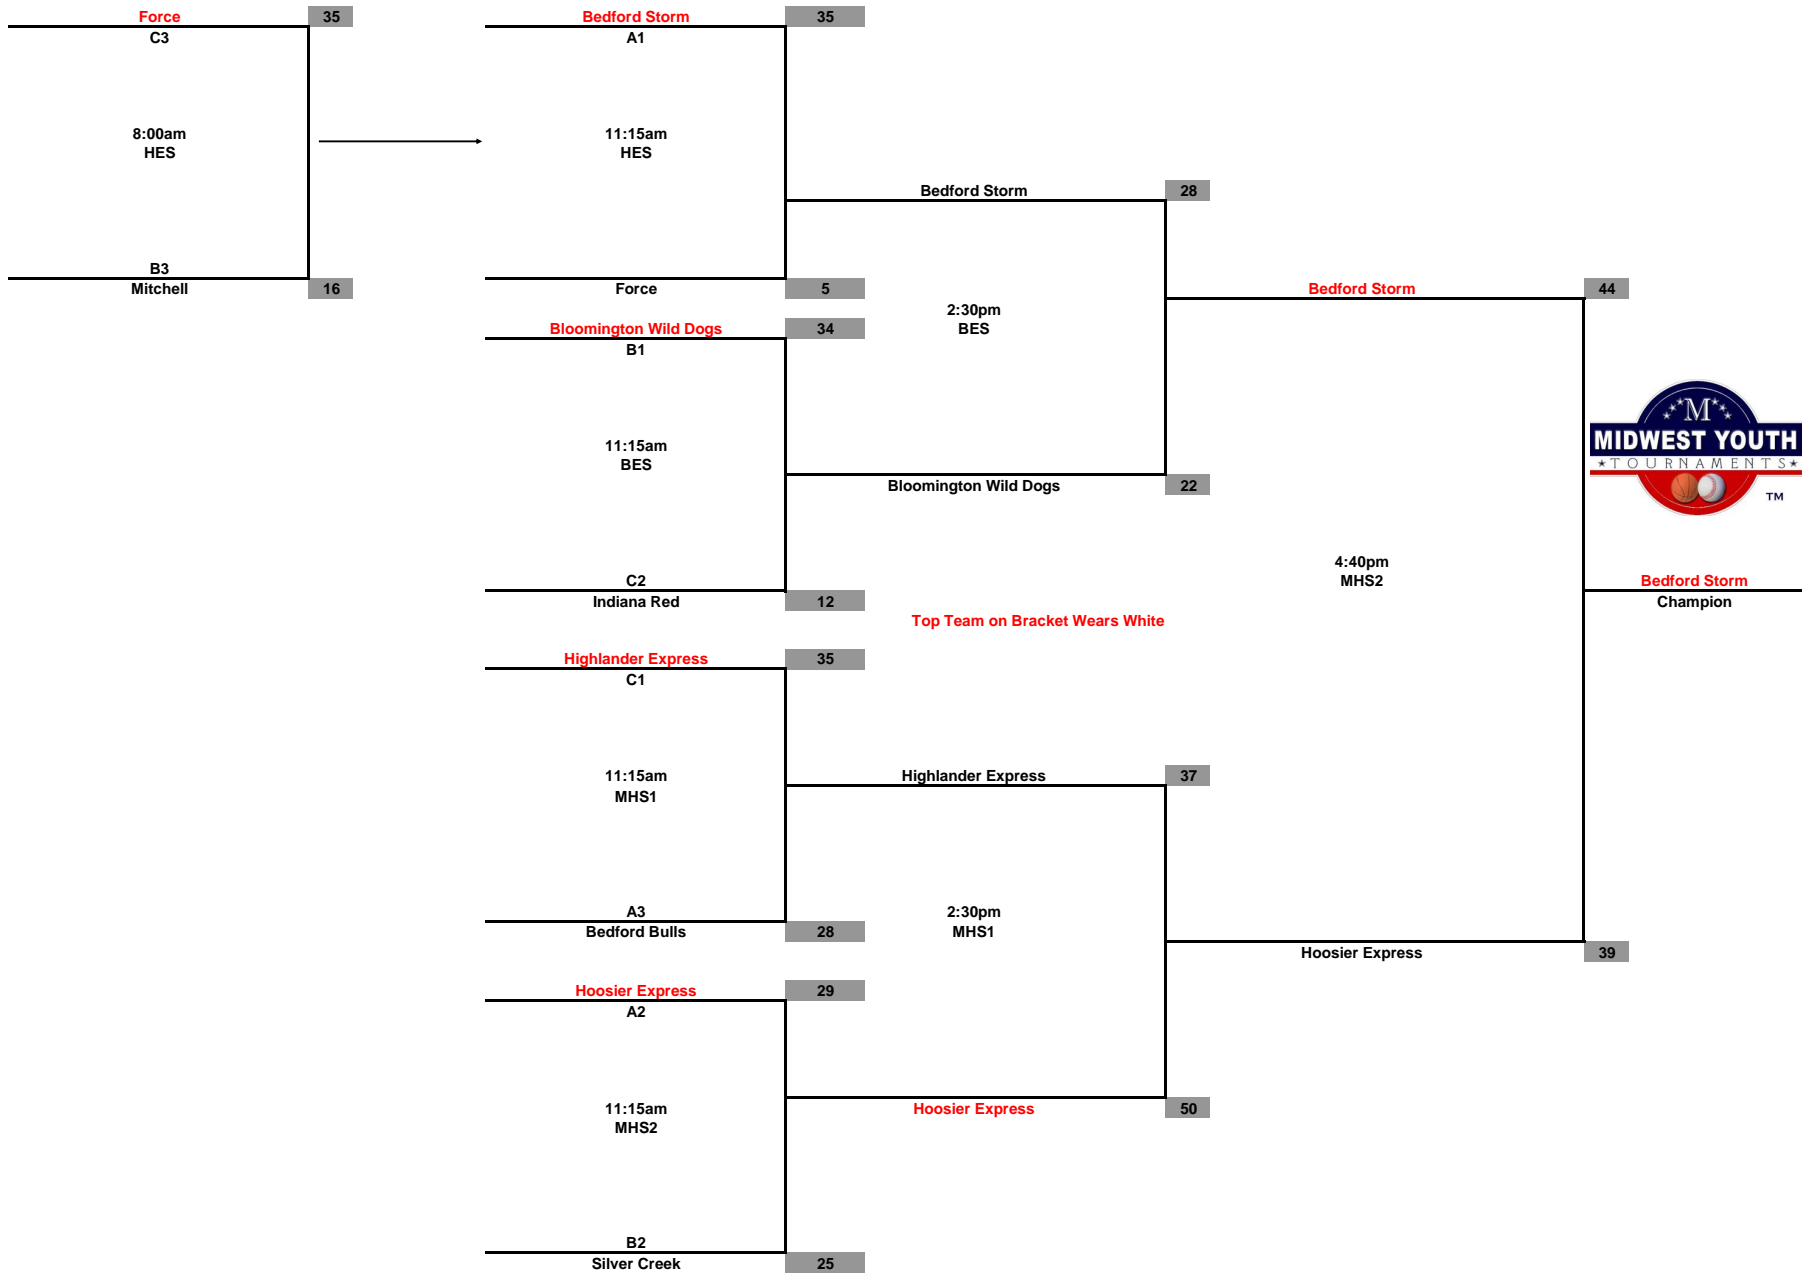 Force 35
C3
8:00am
HES
B3
Mitchell 16
Bedford Storm 35
A1
11:15am
HES
Force 5
Bloomington Wild Dogs 34
B1
11:15am
BES
C2
Indiana Red 12
Highlander Express 35
C1
11:15am
MHS1
A3
Bedford Bulls 28
Hoosier Express 29
A2
11:15am
MHS2
B2
Silver Creek 25
Bedford Storm 28
2:30pm
BES
Bloomington Wild Dogs 22
Top Team on Bracket Wears White
Highlander Express 37
2:30pm
MHS1
Hoosier Express 50
Bedford Storm 44
4:40pm
MHS2
Hoosier Express 39
M
MIDWEST YOUTH
TOURNAMENTS
TM
Bedford Storm
Champion